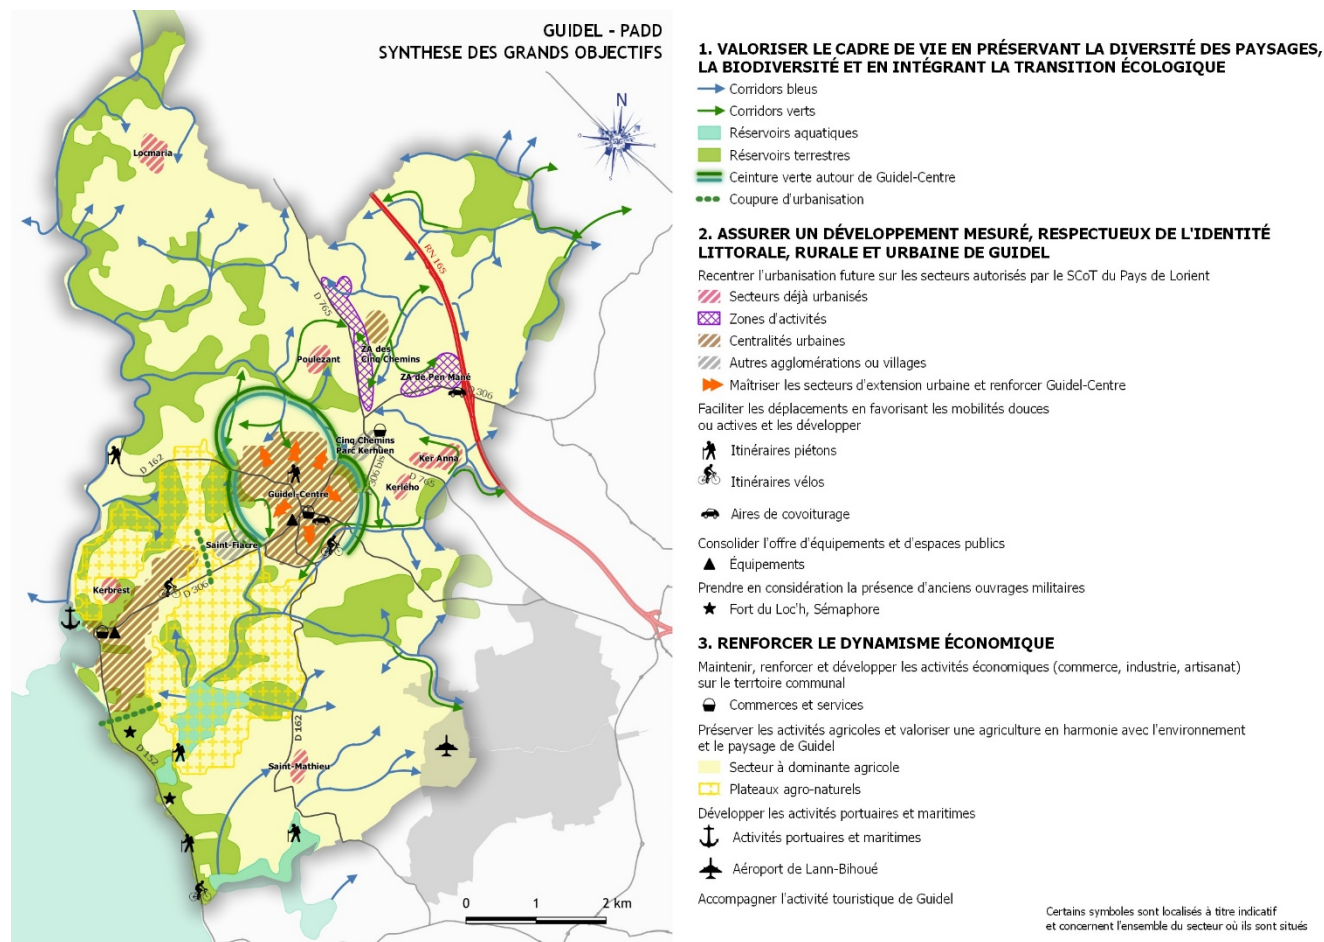 GUIDEL - PADD
SYNTHESE DES GRANDS OBJECTIFS
N
Locmaria
RN 165
D 765
Poulezant
ZA des
Cinq Chemins
ZA de Pen Mané
D 306
Cinq Chemins
Parc Kerhuen
Ker Anna
D 162
D 306 bis
D 765
Kerlého
Guidel-Centre
Saint-Fiacre
Kerbrest
D 306
D 162
D 152
Saint-Mathieu
0 1 2 km
1. VALORISER LE CADRE DE VIE EN PRÉSERVANT LA DIVERSITÉ DES PAYSAGES,
LA BIODIVERSITÉ ET EN INTÉGRANT LA TRANSITION ÉCOLOGIQUE
Corridors bleus
Corridors verts
Réservoirs aquatiques
Réservoirs terrestres
Ceinture verte autour de Guidel-Centre
Coupure d'urbanisation
2. ASSURER UN DÉVELOPPEMENT MESURÉ, RESPECTUEUX DE L'IDENTITÉ
LITTORALE, RURALE ET URBAINE DE GUIDEL
Recentrer l'urbanisation future sur les secteurs autorisés par le SCoT du Pays de Lorient
Secteurs déjà urbanisés
Zones d'activités
Centralités urbaines
Autres agglomérations ou villages
Maîtriser les secteurs d'extension urbaine et renforcer Guidel-Centre
Faciliter les déplacements en favorisant les mobilités douces
ou actives et les développer
Itinéraires piétons
Itinéraires vélos
Aires de covoiturage
Consolider l'offre d'équipements et d'espaces publics
Équipements
Prendre en considération la présence d'anciens ouvrages militaires
Fort du Loc'h, Sémaphore
3. RENFORCER LE DYNAMISME ÉCONOMIQUE
Maintenir, renforcer et développer les activités économiques (commerce, industrie, artisanat)
sur le terrtoire communal
Commerces et services
Préserver les activités agricoles et valoriser une agriculture en harmonie avec l'environnement
et le paysage de Guidel
Secteur à dominante agricole
Plateaux agro-naturels
Développer les activités portuaires et maritimes
Activités portuaires et maritimes
Aéroport de Lann-Bihoué
Accompagner l'activité touristique de Guidel
Certains symboles sont localisés à titre indicatif
et concernent l'ensemble du secteur où ils sont situés